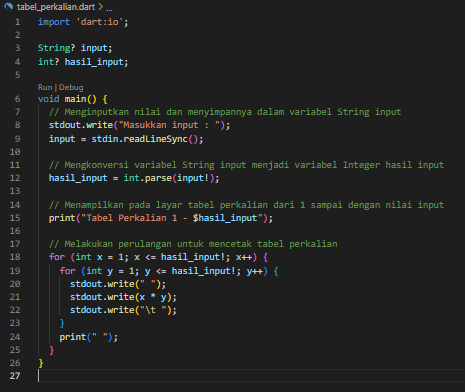 tabel_perkalian.dart > ...
1 import 'dart:io';
2
3 String? input;
4 int? hasil_input;
5
Run | Debug
6 void main() {
7 // Menginputkan nilai dan menyimpannya dalam variabel String input
8 stdout.write("Masukkan input : ");
9 input = stdin.readLineSync();
10
11 // Mengkonversi variabel String input menjadi variabel Integer hasil input
12 hasil_input = int.parse(input!);
13
14 // Menampilkan pada layar tabel perkalian dari 1 sampai dengan nilai input
15 print("Tabel Perkalian 1 - $hasil_input");
16
17 // Melakukan perulangan untuk mencetak tabel perkalian
18 for (int x = 1; x <= hasil_input!; x++) {
19 for (int y = 1; y <= hasil_input!; y++) {
20 stdout.write(" ");
21 stdout.write(x * y);
22 stdout.write("\t ");
23 }
24 print(" ");
25 }
26 }
27